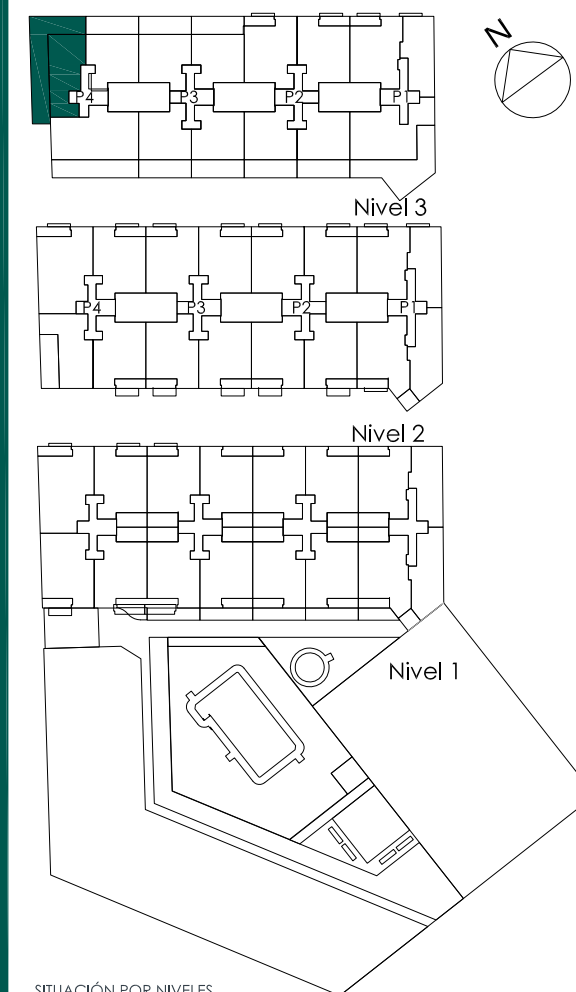 N
P4 P3 P2 P1
Nivel 3
P4 P3 P2 P1
Nivel 2
Nivel 1
SITUACIÓN POR NIVELES